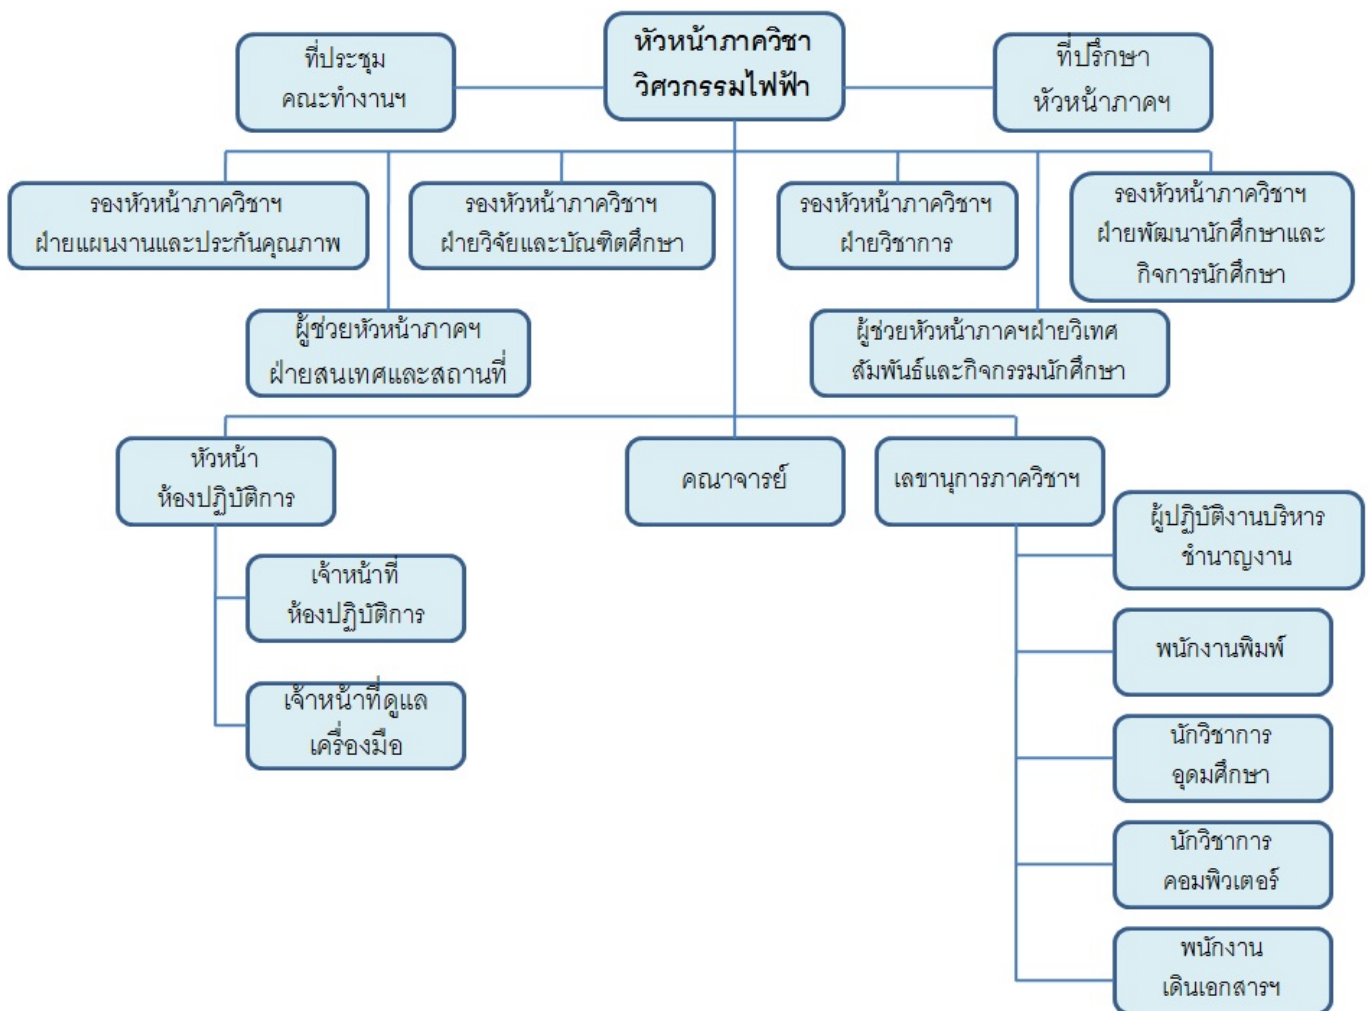 ที่ประชุม
คณะทำงานฯ
หัวหน้าภาควิชา
วิศวกรรมไฟฟ้า
ที่ปรึกษา
หัวหน้าภาคฯ
รองหัวหน้าภาควิชาฯ
ฝ่ายแผนงานและประกันคุณภาพ
รองหัวหน้าภาควิชาฯ
ฝ่ายวิจัยและบัณฑิตศึกษา
รองหัวหน้าภาควิชาฯ
ฝ่ายวิชาการ
รองหัวหน้าภาควิชาฯ
ฝ่ายพัฒนานักศึกษาและ
กิจการนักศึกษา
ผู้ช่วยหัวหน้าภาคฯ
ฝ่ายสนเทศและสถานที่
ผู้ช่วยหัวหน้าภาคฯฝ่ายวิเทศ
สัมพันธ์และกิจกรรมนักศึกษา
หัวหน้า
ห้องปฏิบัติการ
คณาจารย์
เลขานุการภาควิชาฯ
เจ้าหน้าที่
ห้องปฏิบัติการ
เจ้าหน้าที่ดูแล
เครื่องมือ
ผู้ปฏิบัติงานบริหาร
ชำนาญงาน
พนักงานพิมพ์
นักวิชาการ
อุดมศึกษา
นักวิชาการ
คอมพิวเตอร์
พนักงาน
เดินเอกสารฯ